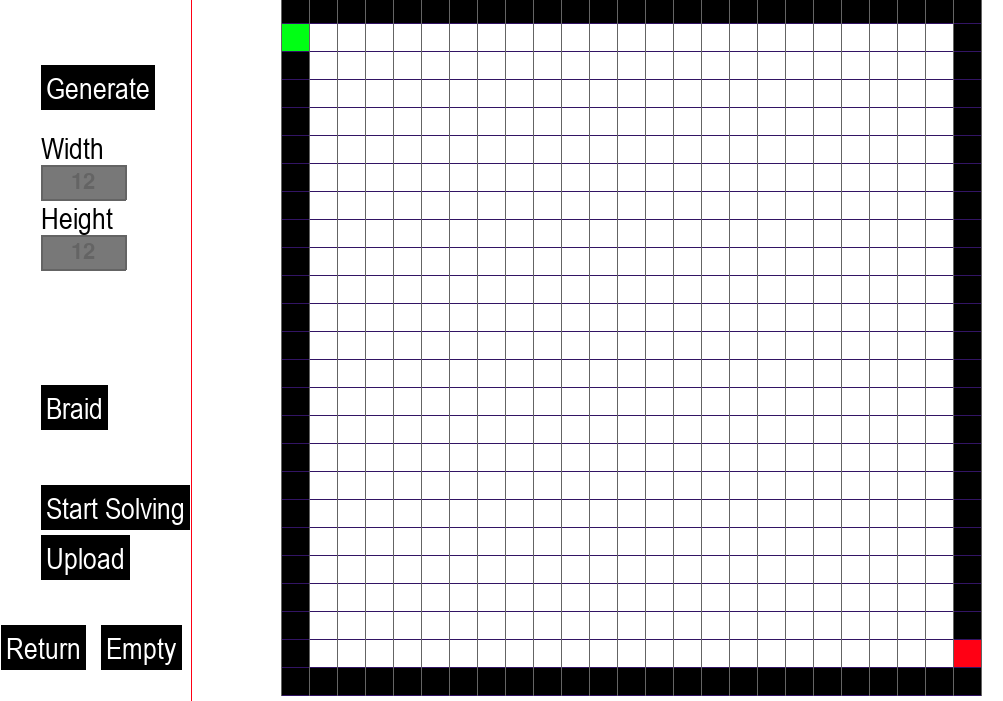 Generate
Width
12
Height
12
Braid
Start Solving
Upload
Return Empty